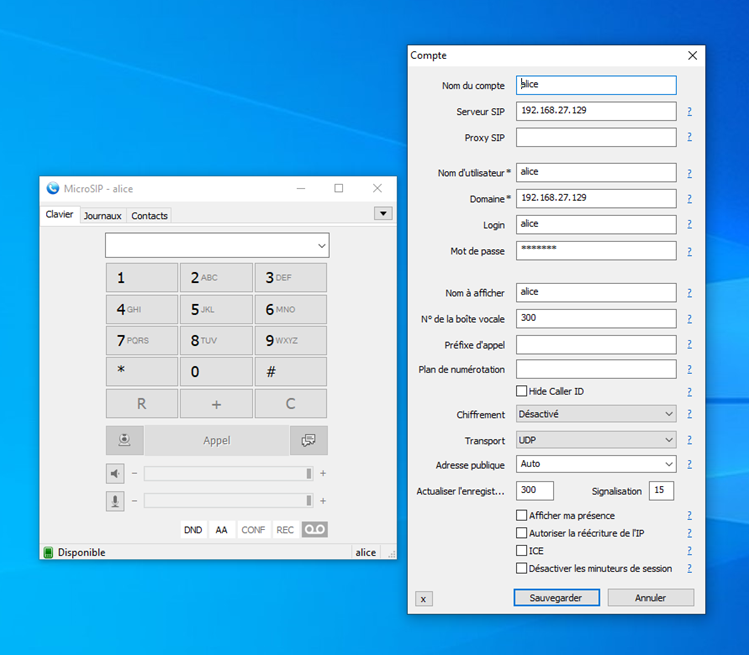 MicroSIP - alice
Clavier Journaux Contacts
1 2 ABC 3 DEF
4 GHI 5 JKL 6 MNO
7 PQRS 8 TUV 9 WXYZ
* 0 #
R + C
Appel
- +
- +
DND AA CONF REC
Disponible alice
Compte
Nom du compte alice
Serveur SIP 192.168.27.129 ?
Proxy SIP ?
Nom d'utilisateur * alice ?
Domaine * 192.168.27.129 ?
Login alice ?
Mot de passe ******* ?
Nom à afficher alice ?
N° de la boîte vocale 300 ?
Préfixe d'appel ?
Plan de numérotation ?
Hide Caller ID ?
Chiffrement Désactivé ?
Transport UDP ?
Adresse publique Auto ?
Actualiser l'enregist... 300 Signalisation 15 ?
Afficher ma présence ?
Autoriser la réécriture de l'IP ?
ICE ?
Désactiver les minuteurs de session ?
x Sauvegarder Annuler